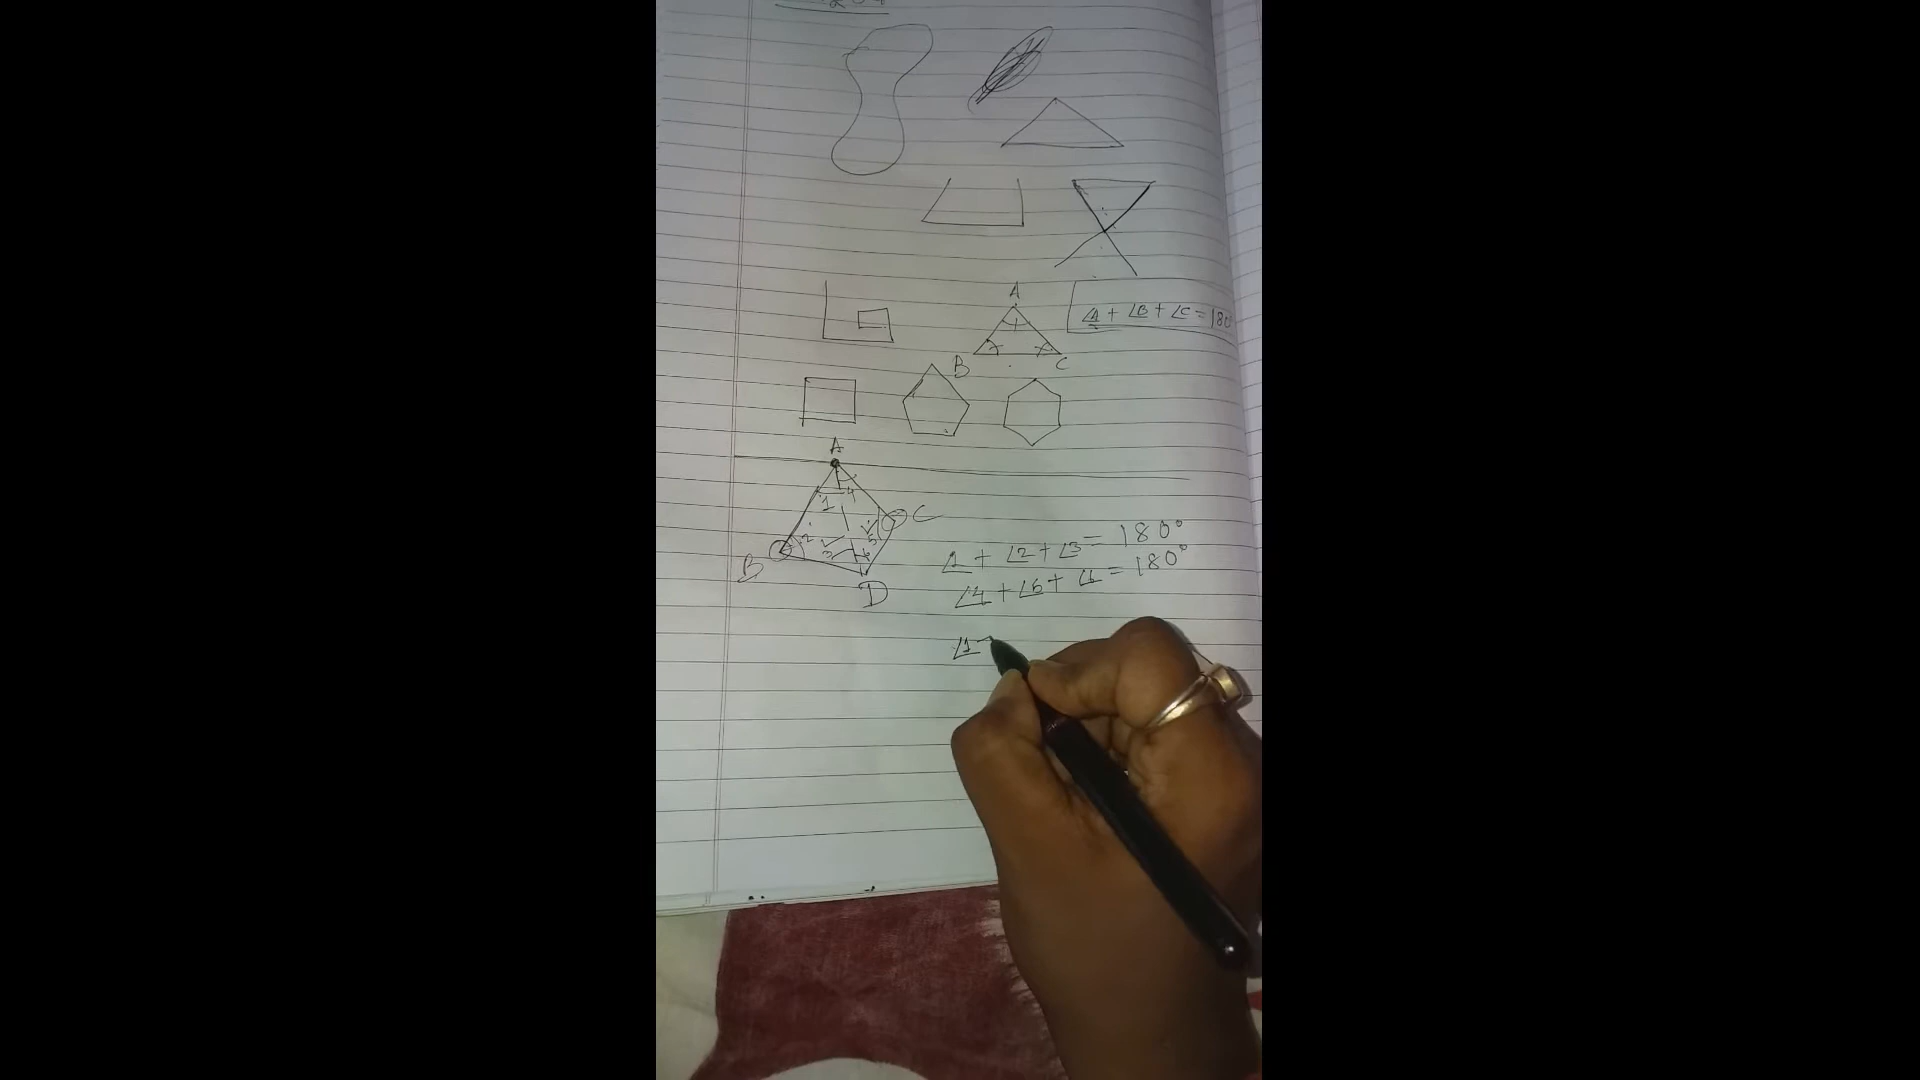 A
∠A + ∠B + ∠C = 180
B
C
A
1
4
C
2
3
5
6
B
D
∠1 + ∠2 + ∠3 = 180°
∠4 + ∠5 + ∠6 = 180°
∠1